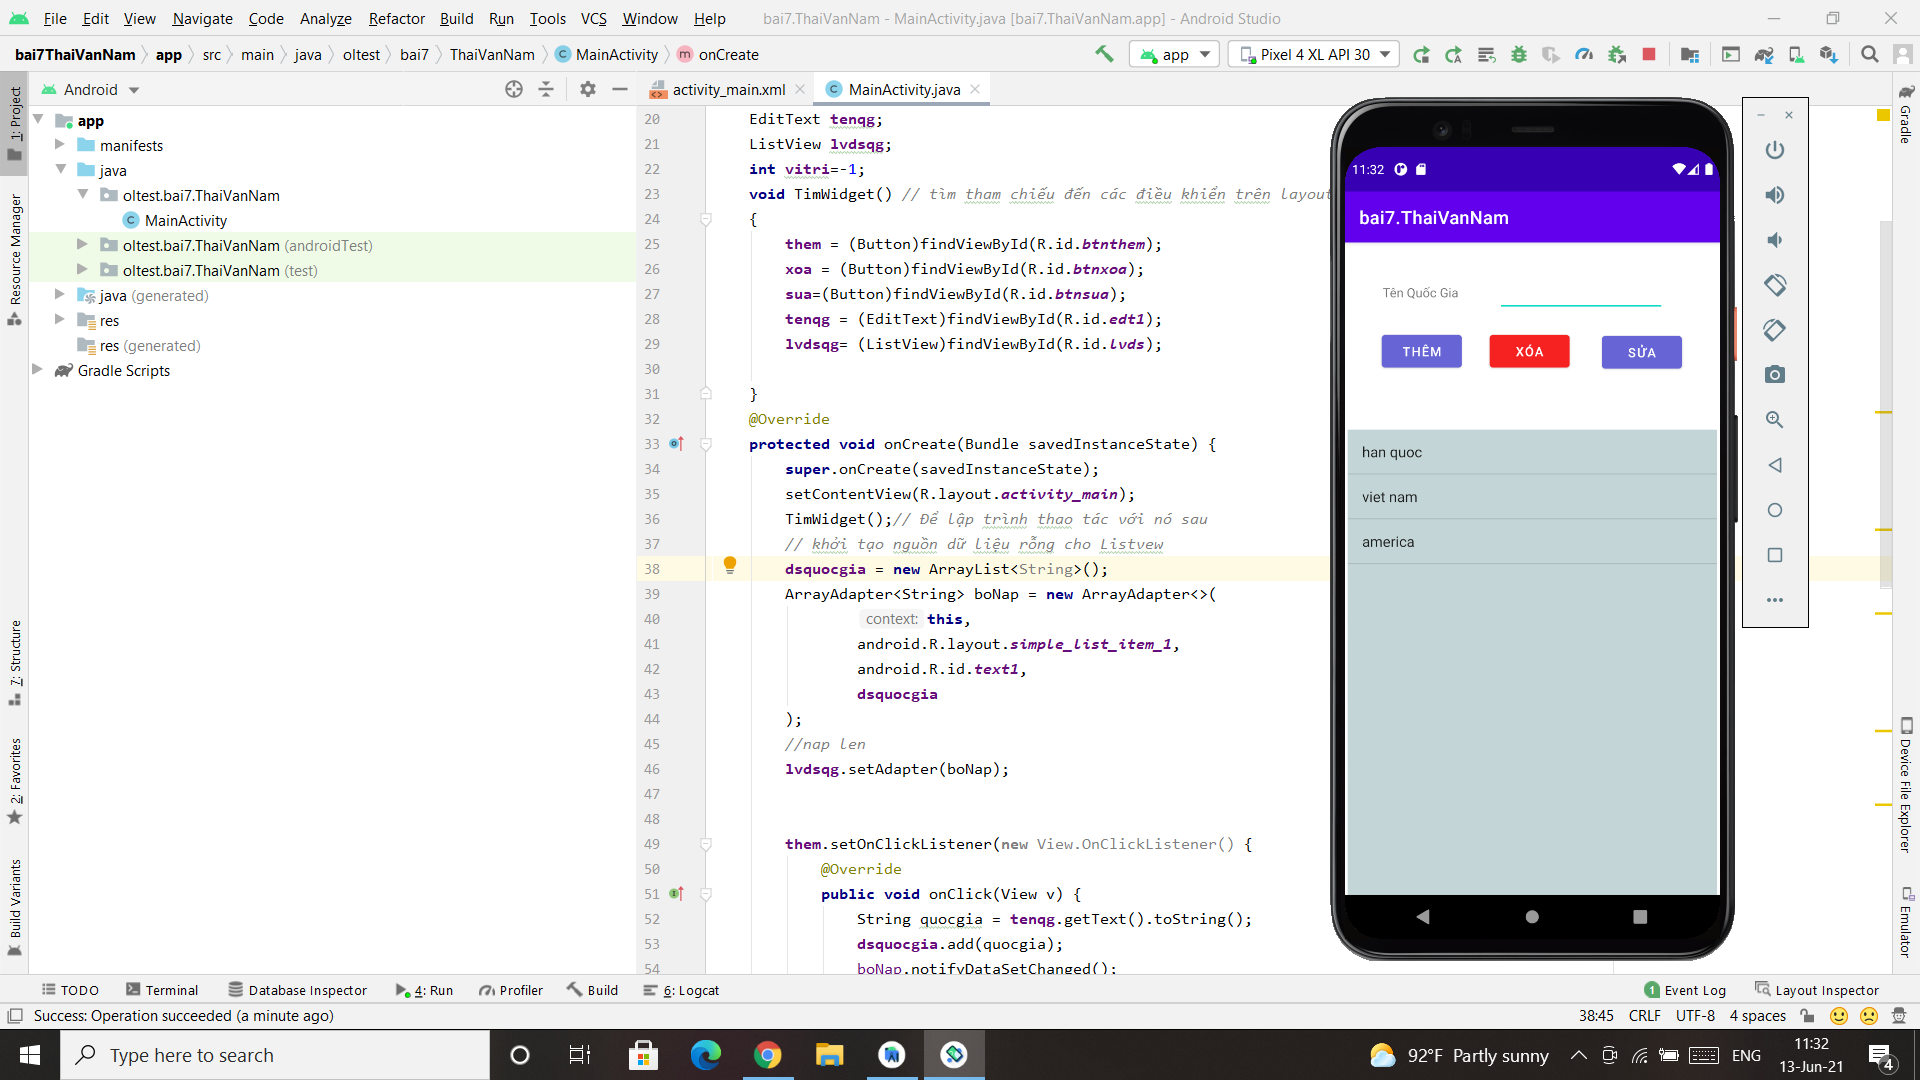 File Edit View Navigate Code Analyze Refactor Build Run Tools VCS Window Help bai7.ThaiVanNam - MainActivity.java [bai7.ThaiVanNam.app] - Android Studio
bai7ThaiVanNam app src main java oltest bai7 ThaiVanNam MainActivity onCreate app Pixel 4 XL API 30
Android
activity_main.xml MainActivity.java
1: Project
Resource Manager
7: Structure
2: Favorites
Build Variants
app
manifests
java
oltest.bai7.ThaiVanNam
MainActivity
oltest.bai7.ThaiVanNam (androidTest)
oltest.bai7.ThaiVanNam (test)
java (generated)
res
res (generated)
Gradle Scripts
20 EditText tenqg;
21 ListView lvdsqg;
22 int vitri=-1;
23 void TimWidget() // tìm tham chiếu đến các điều khiển trên layout
24 {
25 them = (Button)findViewById(R.id.btnthem);
26 xoa = (Button)findViewById(R.id.btnxoa);
27 sua=(Button)findViewById(R.id.btnsua);
28 tenqg = (EditText)findViewById(R.id.edt1);
29 lvdsqg= (ListView)findViewById(R.id.lvds);
30
31 }
32 @Override
33 protected void onCreate(Bundle savedInstanceState) {
34 super.onCreate(savedInstanceState);
35 setContentView(R.layout.activity_main);
36 TimWidget();// Để lập trình thao tác với nó sau
37 // khởi tạo nguồn dữ liệu rỗng cho Listvew
38 dsquocgia = new ArrayList<String>();
39 ArrayAdapter<String> boNap = new ArrayAdapter<>(
40 context: this,
41 android.R.layout.simple_list_item_1,
42 android.R.id.text1,
43 dsquocgia
44 );
45 //nap len
46 lvdsqg.setAdapter(boNap);
47
48
49 them.setOnClickListener(new View.OnClickListener() {
50 @Override
51 public void onClick(View v) {
52 String quocgia = tenqg.getText().toString();
53 dsquocgia.add(quocgia);
54 boNap.notifyDataSetChanged();
11:32
bai7.ThaiVanNam
Tên Quốc Gia
THÊM XÓA SỬA
han quoc
viet nam
america
Gradle
Device File Explorer
Emulator
TODO Terminal Database Inspector 4: Run Profiler Build 6: Logcat 1 Event Log Layout Inspector
Success: Operation succeeded (a minute ago) 38:45 CRLF UTF-8 4 spaces
Type here to search 92°F Partly sunny ENG 11:32
13-Jun-21 4